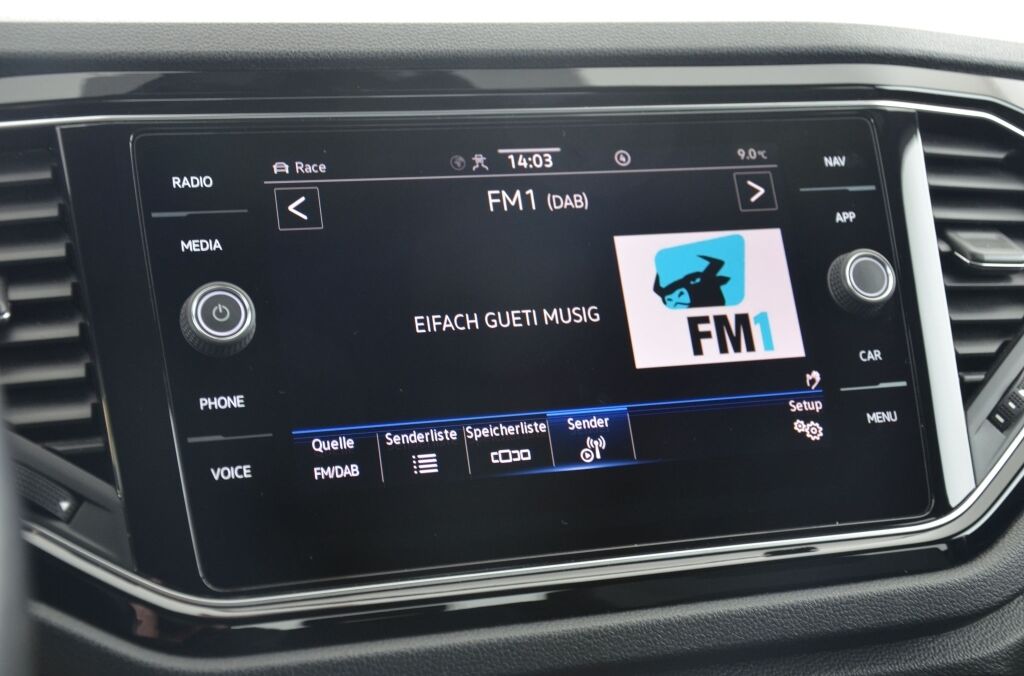 Race
14:03
4
9.0°C
FM1 (DAB)
EIFACH GUETI MUSIG
FM1
Quelle
FM/DAB
Senderliste
Speicherliste
Sender
Setup
RADIO
MEDIA
PHONE
VOICE
NAV
APP
CAR
MENU